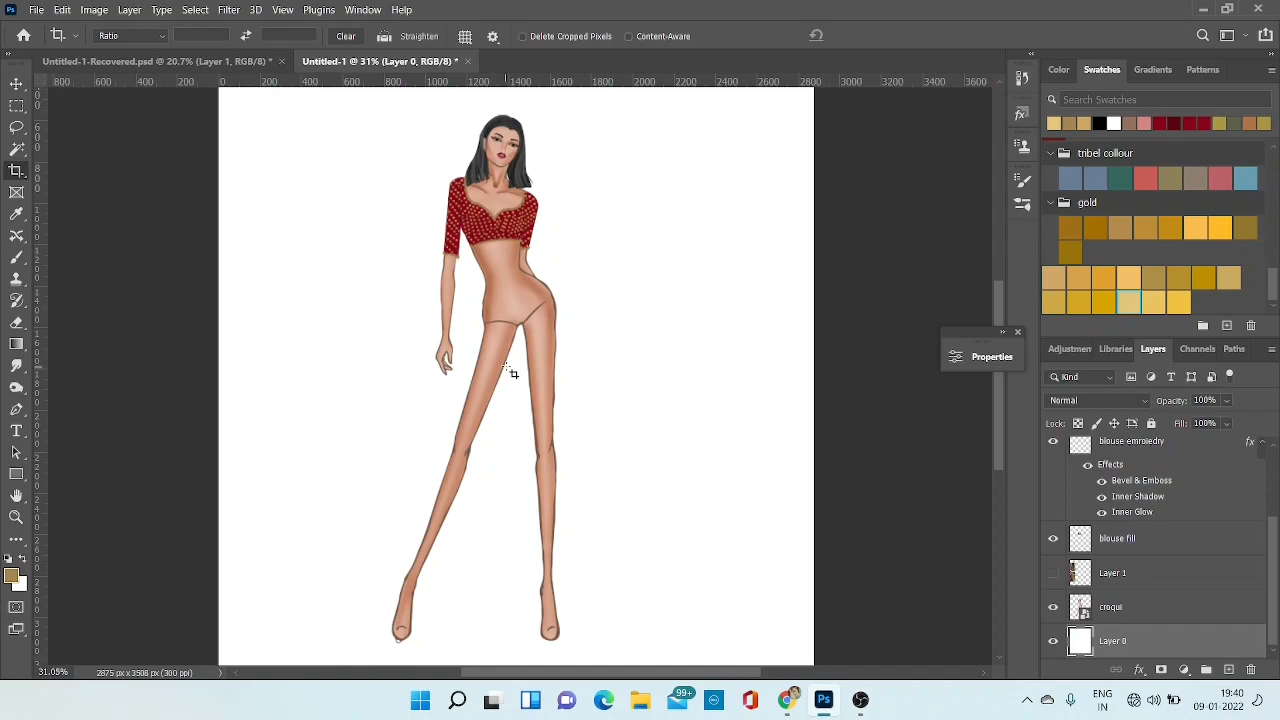 Ps File Edit Image Layer Type Select Filter 3D View Plugins Window Help
Ratio Clear Straighten Delete Cropped Pixels Content-Aware
Untitled-1-Recovered.psd @ 20.7% (Layer 1, RGB/8) * Untitled-1 @ 31% (Layer 0, RGB/8) *
800 600 400 200 0 200 400 600 800 1000 1200 1400 1600 1800 2000 2200 2400 2600 2800 3000 3200 3400 3600
Color Swatches Gradients Patterns
Search Swatches
tribel colour
gold
Properties
Adjustmen Libraries Layers Channels Paths
Kind
Normal Opacity: 100%
Lock: Fill: 100%
blouse emroidery fx
Effects
Bevel & Emboss
Inner Shadow
Inner Glow
blouse fill
Layer 1
Croqui
Layer 0
31.05% 2875 px x 3508 px (300 ppi)
99+
Ps
ENG
IN
19:40
09-01-2022